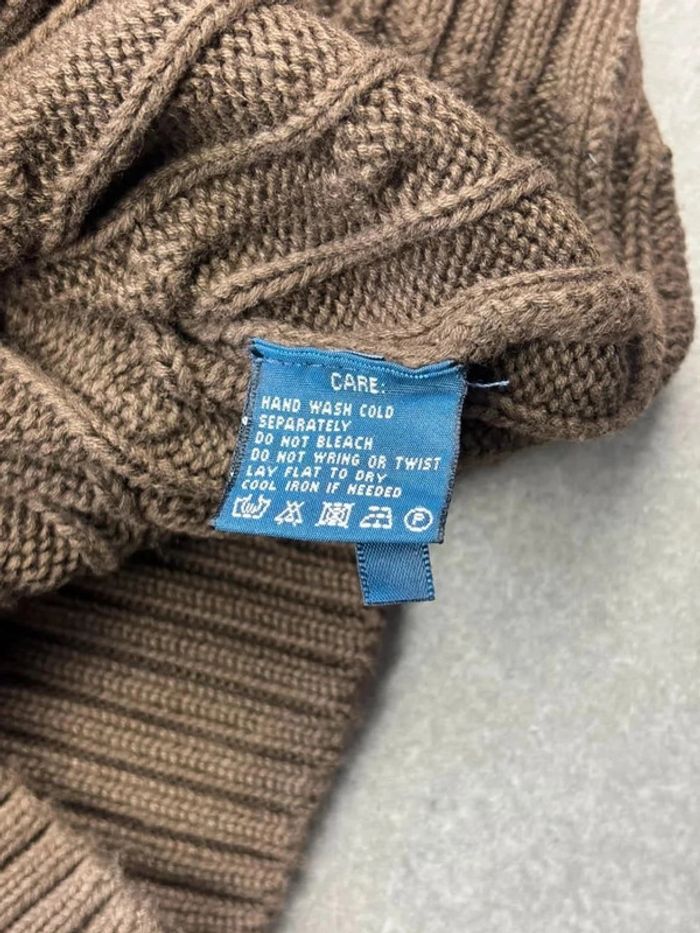 CARE:
HAND WASH COLD
SEPARATELY
DO NOT BLEACH
DO NOT WRING OR TWIST
LAY FLAT TO DRY
COOL IRON IF NEEDED
P